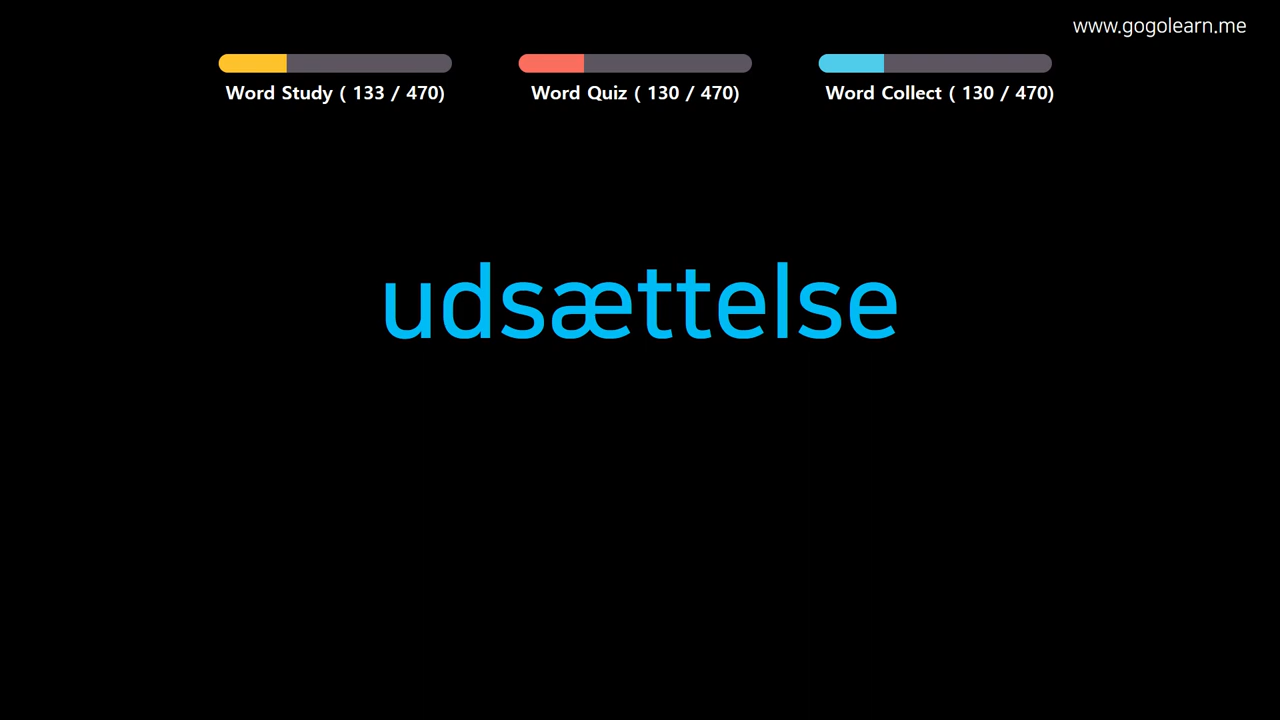 www.gogolearn.me
Word Study ( 133 / 470)
Word Quiz ( 130 / 470)
Word Collect ( 130 / 470)
udsættelse